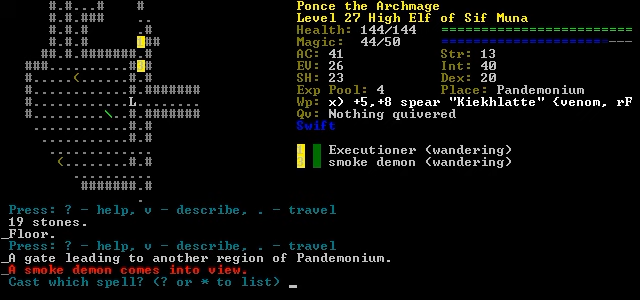 Ponce the Archmage
Level 27 High Elf of Sif Muna
Health: 144/144
Magic: 44/50
AC: 41 Str: 13
EV: 26 Int: 40
SH: 23 Dex: 20
Exp Pool: 4 Place: Pandemonium
Wp: x) +5,+8 spear "Kiekhlatte" (venom, rF
Qv: Nothing quivered
Swift
Executioner (wandering)
smoke demon (wandering)
Press: ? - help, v - describe, . - travel
19 stones.
_Floor.
Press: ? - help, v - describe, . - travel
_A gate leading to another region of Pandemonium.
_A smoke demon comes into view.
Cast which spell? (? or * to list) _